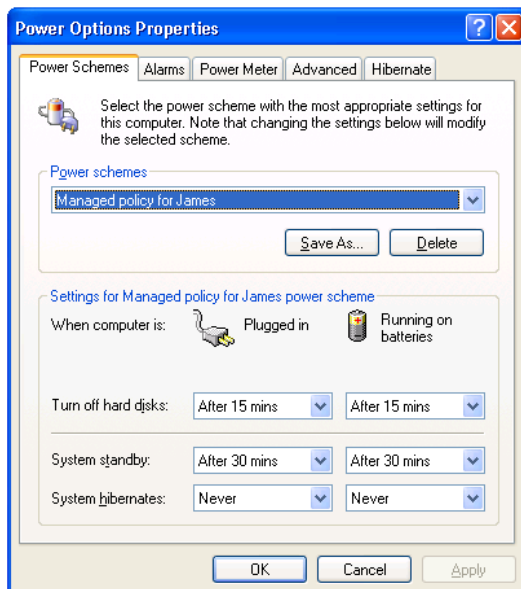 Power Options Properties
Power Schemes Alarms Power Meter Advanced Hibernate
Select the power scheme with the most appropriate settings for
this computer. Note that changing the settings below will modify
the selected scheme.
Power schemes
Managed policy for James
Save As... Delete
Settings for Managed policy for James power scheme
When computer is: Plugged in Running on
batteries
Turn off hard disks: After 15 mins After 15 mins
System standby: After 30 mins After 30 mins
System hibernates: Never Never
OK Cancel Apply